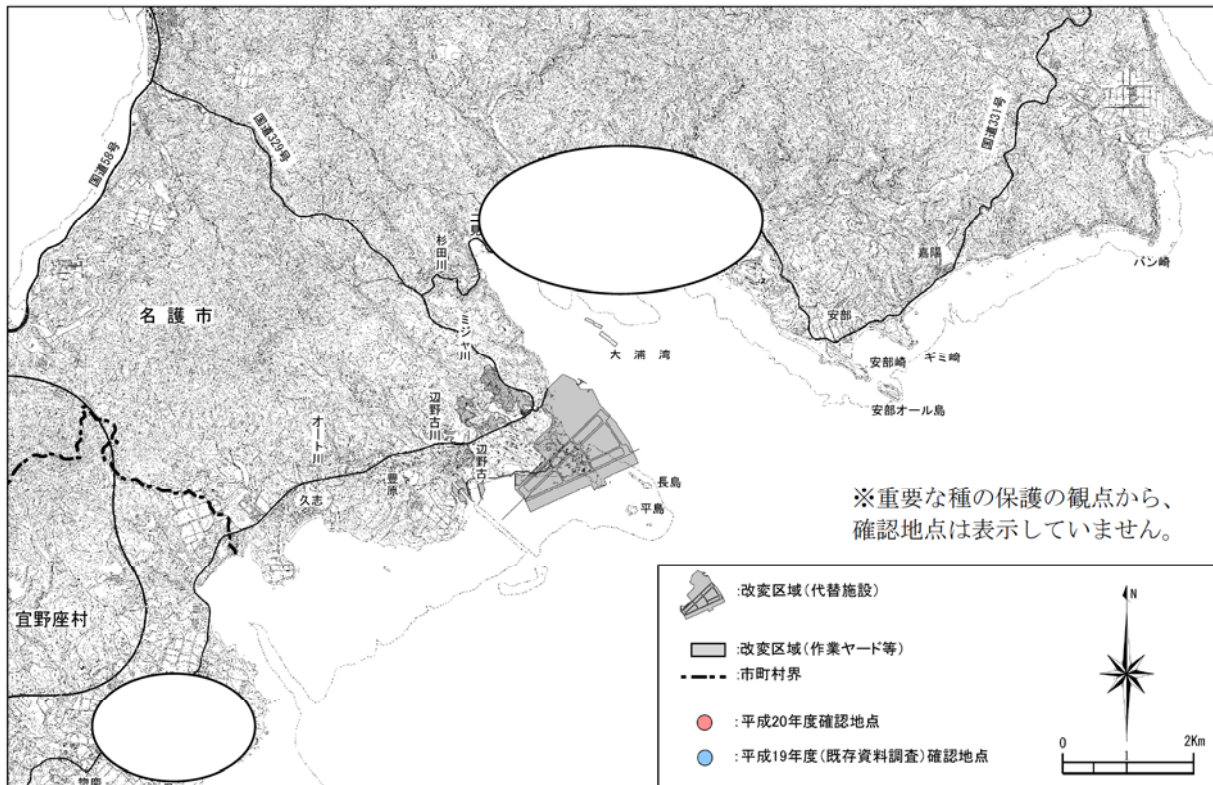 国道58号
国道329号
国道331号
二見
杉田川
嘉陽
バン崎
名護市
ミジャ川
安部
大浦湾
安部崎
ギミ崎
安部オール島
辺野古川
オート川
辺野古
豊原
久志
長島
平島
※重要な種の保護の観点から、
確認地点は表示していません。
宜野座村
:改変区域(代替施設)
:改変区域(作業ヤード等)
:市町村界
:平成20年度確認地点
:平成19年度(既存資料調査)確認地点
N
0 1 2Km